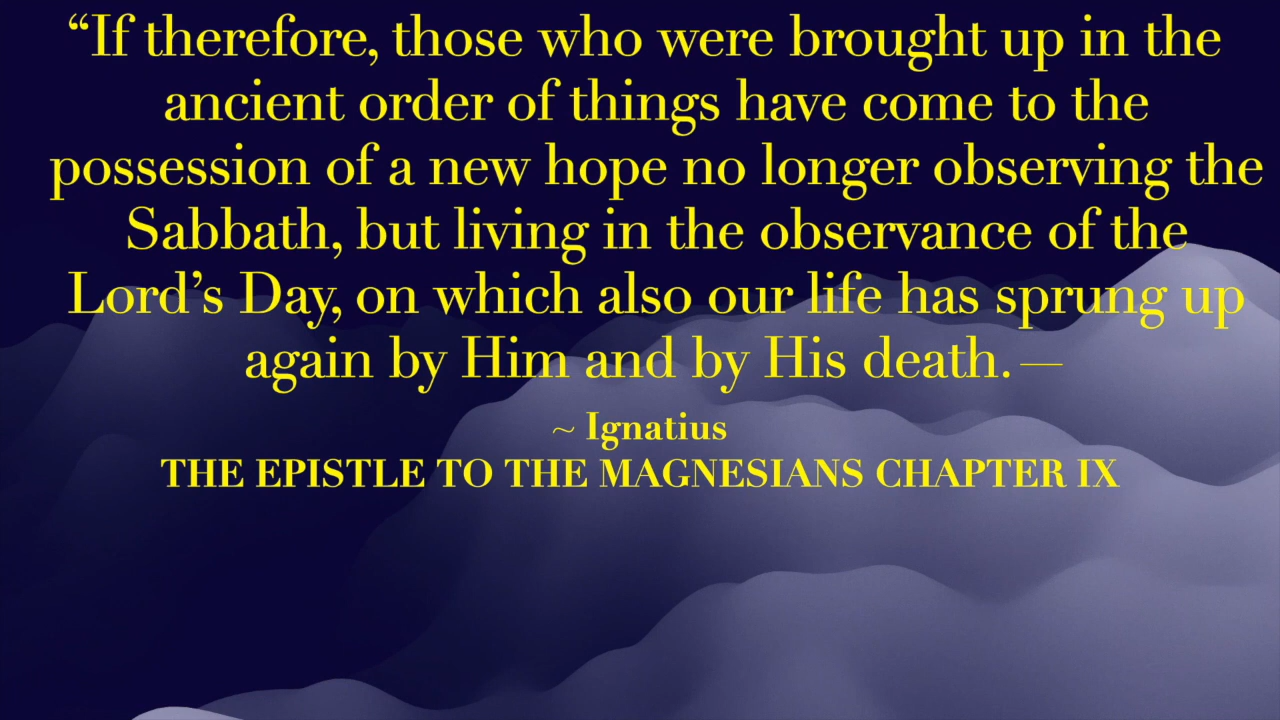 “If therefore, those who were brought up in the
ancient order of things have come to the
possession of a new hope no longer observing the
Sabbath, but living in the observance of the
Lord’s Day, on which also our life has sprung up
again by Him and by His death. —
~ Ignatius
THE EPISTLE TO THE MAGNESIANS CHAPTER IX